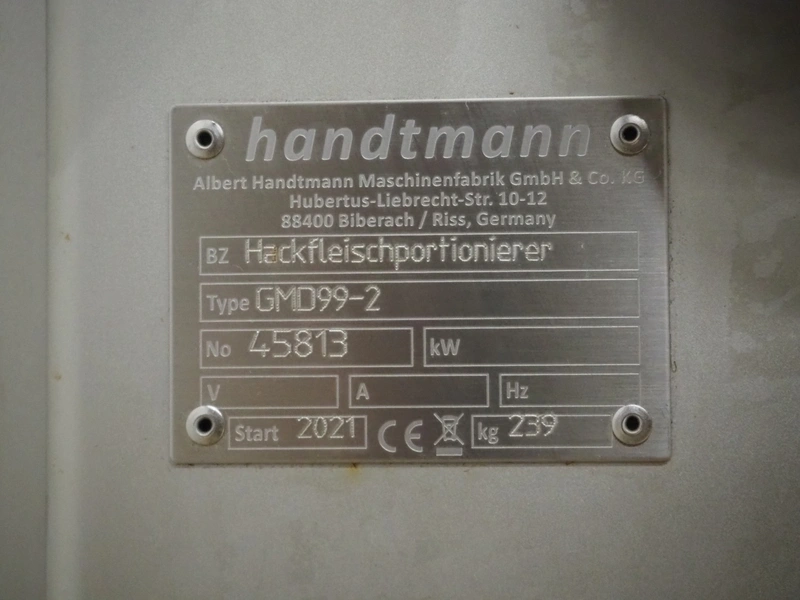 handtmann
Albert Handtmann Maschinenfabrik GmbH & Co. KG
Hubertus-Liebrecht-Str. 10-12
88400 Biberach / Riss, Germany
BZ Hackfleischportionierer
Type GMD99-2
No 45813 kW
V A Hz
Start 2021 CE kg 239